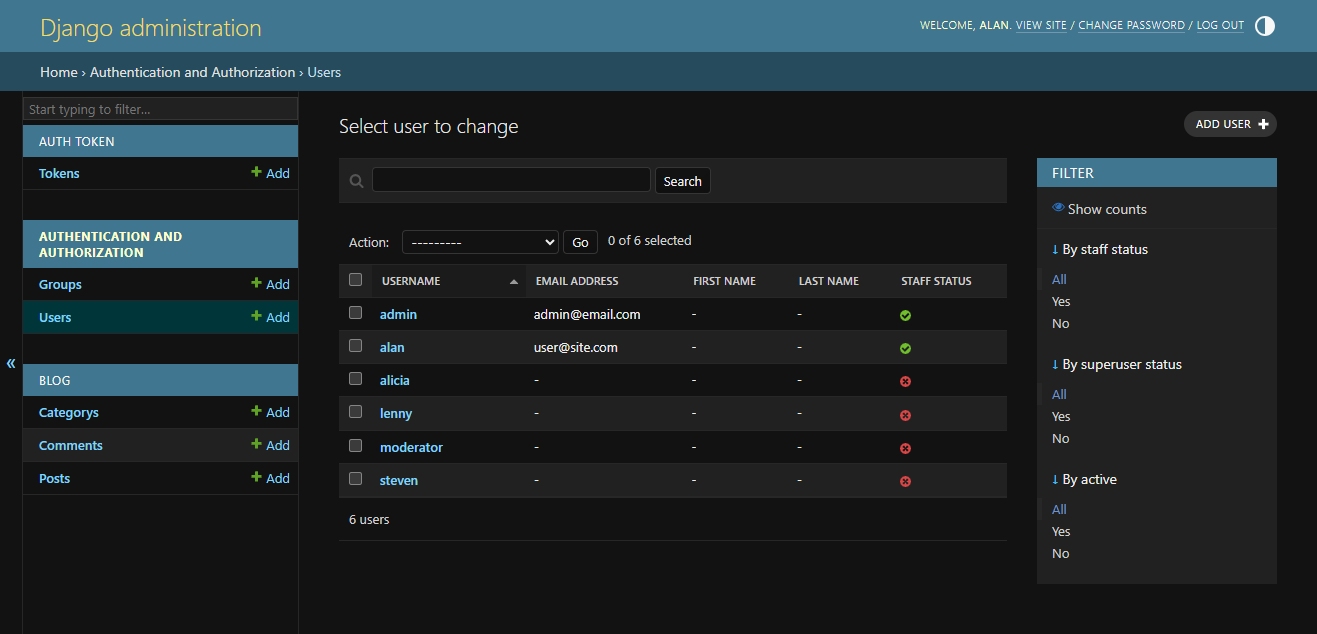 Django administration
WELCOME, ALAN. VIEW SITE / CHANGE PASSWORD / LOG OUT
Home › Authentication and Authorization › Users
Start typing to filter...
AUTH TOKEN
Tokens + Add
AUTHENTICATION AND
AUTHORIZATION
Groups + Add
Users + Add
BLOG
Categorys + Add
Comments + Add
Posts + Add
«
Select user to change
ADD USER +
Search
Action: --------- Go 0 of 6 selected
USERNAME EMAIL ADDRESS FIRST NAME LAST NAME STAFF STATUS
admin admin@email.com - -
alan user@site.com - -
alicia - - -
lenny - - -
moderator - - -
steven - - -
6 users
FILTER
Show counts
↓ By staff status
All
Yes
No
↓ By superuser status
All
Yes
No
↓ By active
All
Yes
No